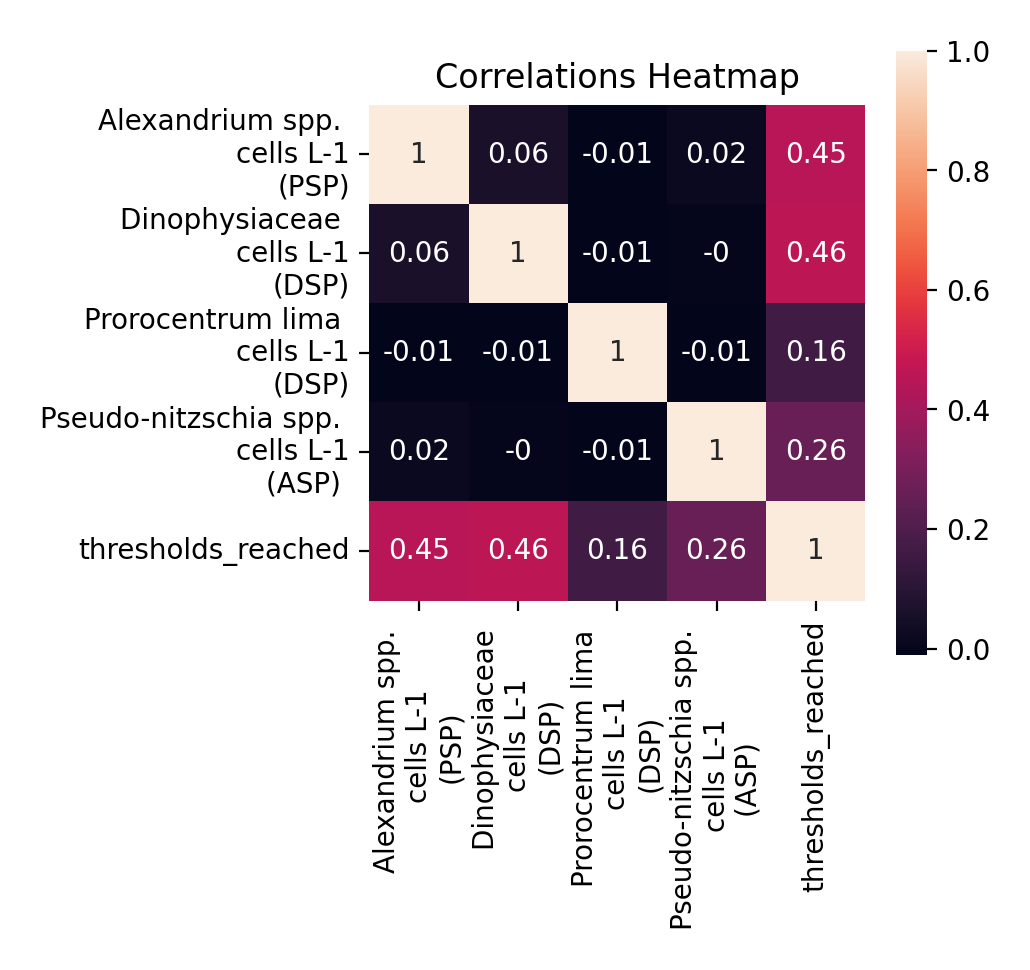 Correlations Heatmap
Alexandrium spp.
cells L-1
(PSP)
1 0.06 -0.01 0.02 0.45
Dinophysiaceae
cells L-1
(DSP)
0.06 1 -0.01 -0 0.46
Prorocentrum lima
cells L-1
(DSP)
-0.01 -0.01 1 -0.01 0.16
Pseudo-nitzschia spp.
cells L-1
(ASP)
0.02 -0 -0.01 1 0.26
thresholds_reached
0.45 0.46 0.16 0.26 1
Alexandrium spp.
cells L-1
(PSP)
Dinophysiaceae
cells L-1
(DSP)
Prorocentrum lima
cells L-1
(DSP)
Pseudo-nitzschia spp.
cells L-1
(ASP)
thresholds_reached
1.0
0.8
0.6
0.4
0.2
0.0